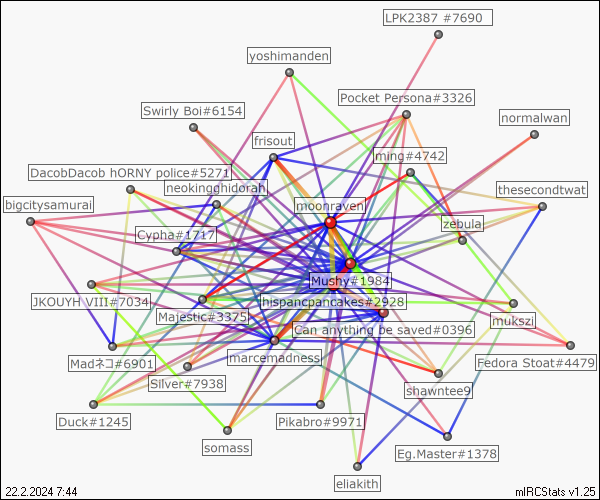 LPK2387 #7690
yoshimanden
Pocket Persona#3326
Swirly Boi#6154
normalwan
frisout
ming#4742
DacobDacob hORNY police#5271
neokingghidorah
thesecondtwat
bigcitysamurai
moonraven
zebula
Cypha#1717
Mushy#1984
JKOUYH VIII#7034
hispancpancakes#2928
Majestic#3375
mukszi
Can anything be saved#0396
marcemadness
Madネコ#6901
Fedora Stoat#4479
Silver#7938
shawntee9
Duck#1245
Pikabro#9971
somass
Eg.Master#1378
eliakith
22.2.2024 7:44
mIRCStats v1.25